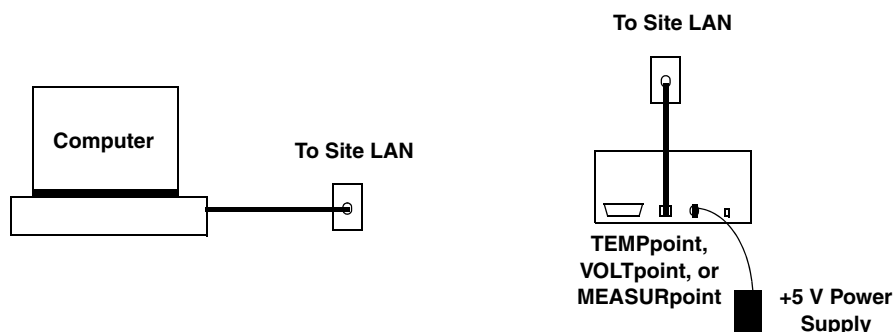 To Site LAN
Computer
To Site LAN
TEMPpoint,
VOLTpoint, or
MEASURpoint
+5 V Power
Supply